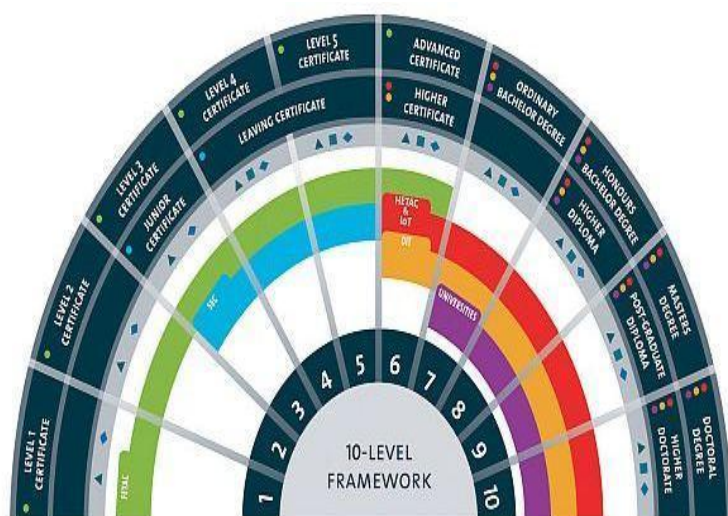 LEVEL 1
CERTIFICATE
LEVEL 2
CERTIFICATE
LEVEL 3
CERTIFICATE
JUNIOR
CERTIFICATE
LEVEL 4
CERTIFICATE
LEVEL 5
CERTIFICATE
LEAVING CERTIFICATE
ADVANCED
CERTIFICATE
HIGHER
CERTIFICATE
ORDINARY
BACHELOR DEGREE
HONOURS
BACHELOR DEGREE
HIGHER
DIPLOMA
MASTERS
DEGREE
POST-GRADUATE
DIPLOMA
DOCTORAL
DEGREE
HIGHER
DOCTORATE
FETAC
SEC
HETAC
&
IoT
DIT
UNIVERSITIES
1
2
3
4
5
6
7
8
9
10
10-LEVEL
FRAMEWORK